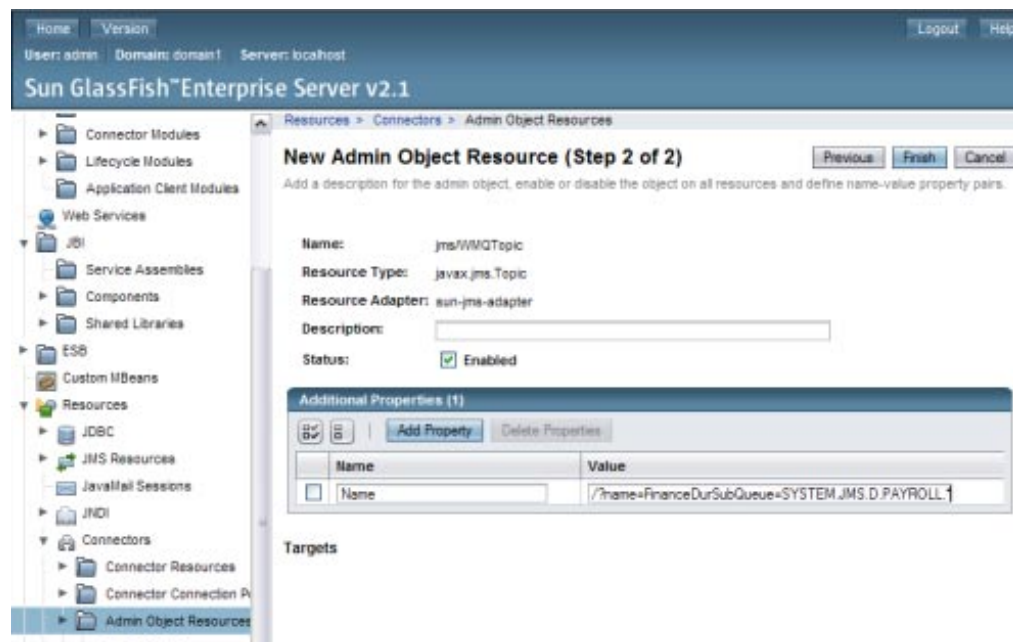 Home Version Logout Help
User: admin Domain: domain1 Server: localhost
Sun GlassFish™ Enterprise Server v2.1
Connector Modules
Lifecycle Modules
Application Client Modules
Web Services
JBI
Service Assemblies
Components
Shared Libraries
ESB
Custom MBeans
Resources
JDBC
JMS Resources
JavaMail Sessions
JNDI
Connectors
Connector Resources
Connector Connection
Admin Object Resources
Resources > Connectors > Admin Object Resources
New Admin Object Resource (Step 2 of 2)
Previous Finish Cancel
Add a description for the admin object, enable or disable the object on all resources and define name-value property pairs.
Name: jms/WMQTopic
Resource Type: javax.jms.Topic
Resource Adapter: sun-jms-adapter
Description:
Status: Enabled
Additional Properties (1)
Add Property Delete Properties
Name Value
Name /?name=FinanceDurSubQueue=SYSTEM.JMS.D.PAYROLL.*
Targets